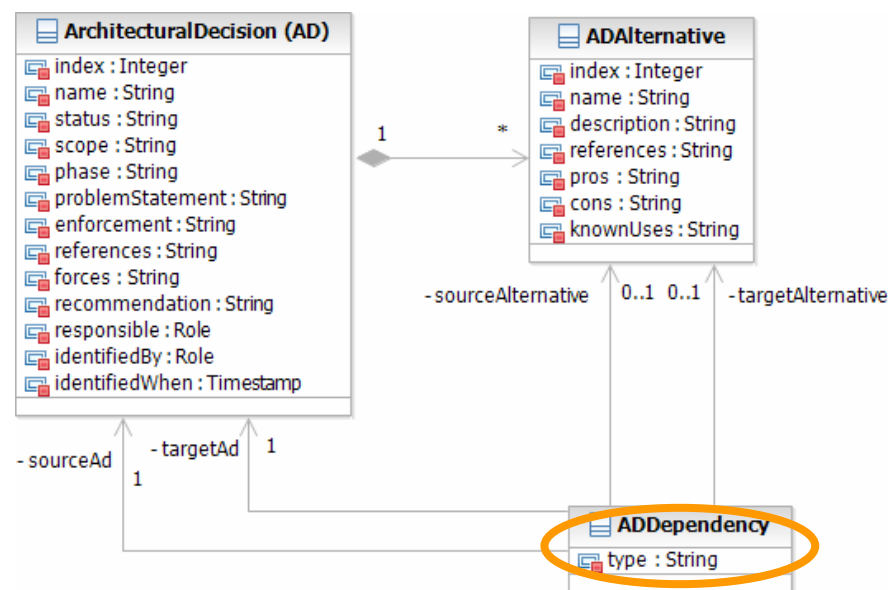 ArchitecturalDecision (AD)
index : Integer
name : String
status : String
scope : String
phase : String
problemStatement : String
enforcement : String
references : String
forces : String
recommendation : String
responsible : Role
identifiedBy : Role
identifiedWhen : Timestamp
1
*
ADAlternative
index : Integer
name : String
description : String
references : String
pros : String
cons : String
knownUses : String
- sourceAlternative
0..1
0..1
- targetAlternative
- sourceAd
1
- targetAd
1
ADDependency
type : String